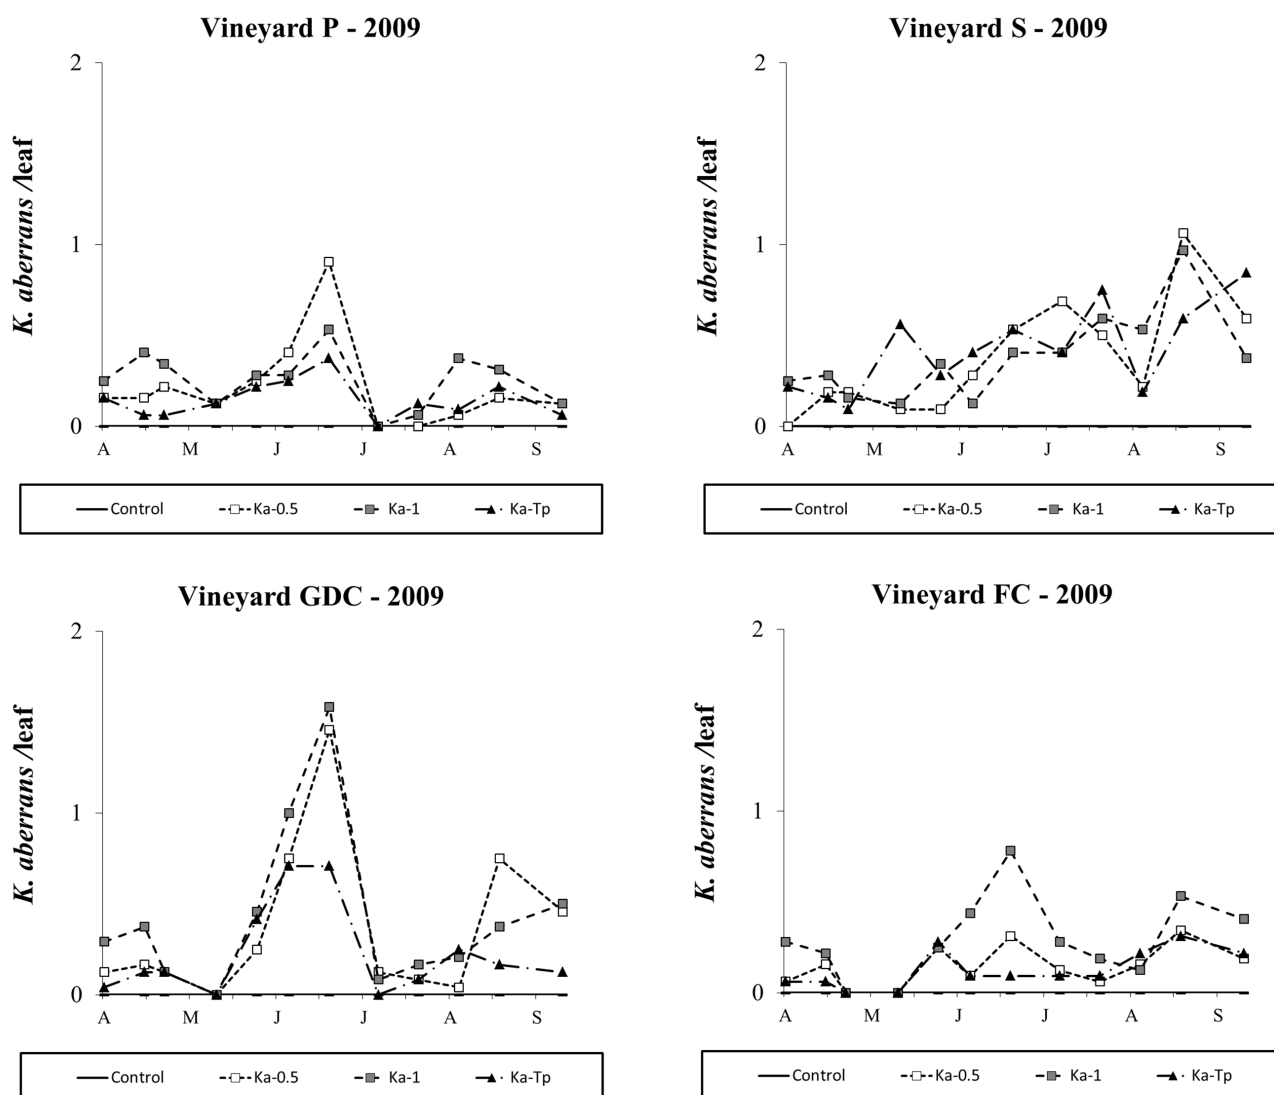 Vineyard P - 2009
2
1
0
K. aberrans /leaf
A M J J A S
Control Ka-0.5 Ka-1 Ka-Tp
Vineyard S - 2009
2
1
0
K. aberrans /leaf
A M J J A S
Control Ka-0.5 Ka-1 Ka-Tp
Vineyard GDC - 2009
2
1
0
K. aberrans /leaf
A M J J A S
Control Ka-0.5 Ka-1 Ka-Tp
Vineyard FC - 2009
2
1
0
K. aberrans /leaf
A M J J A S
Control Ka-0.5 Ka-1 Ka-Tp